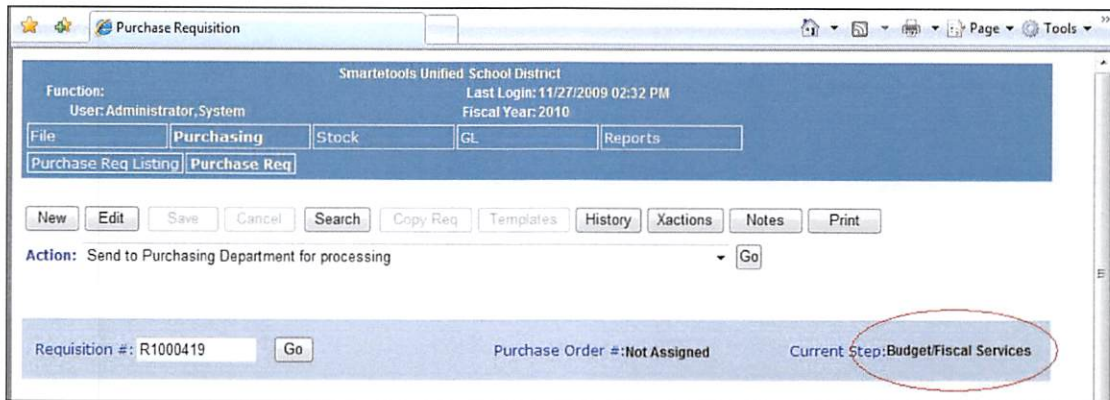 Purchase Requisition
Page Tools »
Smartetools Unified School District
Function: Last Login: 11/27/2009 02:32 PM
User: Administrator,System Fiscal Year: 2010
File Purchasing Stock GL Reports
Purchase Req Listing Purchase Req
New Edit Save Cancel Search Copy Req Templates History Xactions Notes Print
Action: Send to Purchasing Department for processing Go
Requisition #: R1000419 Go Purchase Order #:Not Assigned Current Step:Budget/Fiscal Services